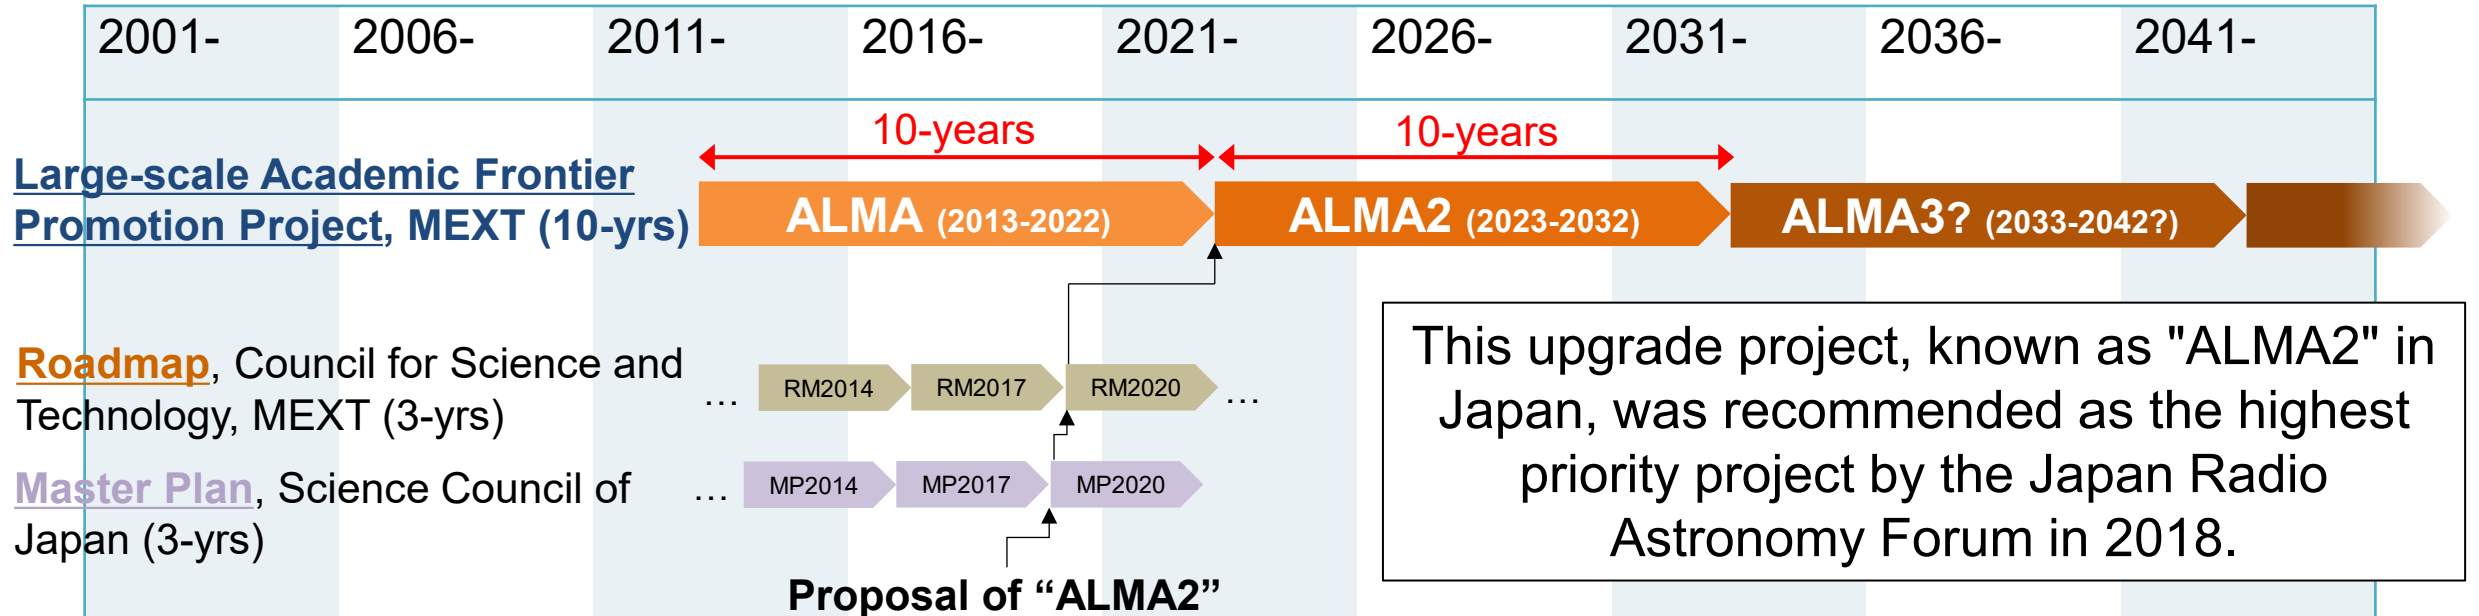 2001- 2006- 2011- 2016- 2021- 2026- 2031- 2036- 2041-
10-years 10-years
Large-scale Academic Frontier
Promotion Project, MEXT (10-yrs)
ALMA (2013-2022) ALMA2 (2023-2032) ALMA3? (2033-2042?)
Roadmap, Council for Science and
Technology, MEXT (3-yrs)
... RM2014 RM2017 RM2020 ...
Master Plan, Science Council of
Japan (3-yrs)
... MP2014 MP2017 MP2020
Proposal of “ALMA2”
This upgrade project, known as "ALMA2" in
Japan, was recommended as the highest
priority project by the Japan Radio
Astronomy Forum in 2018.